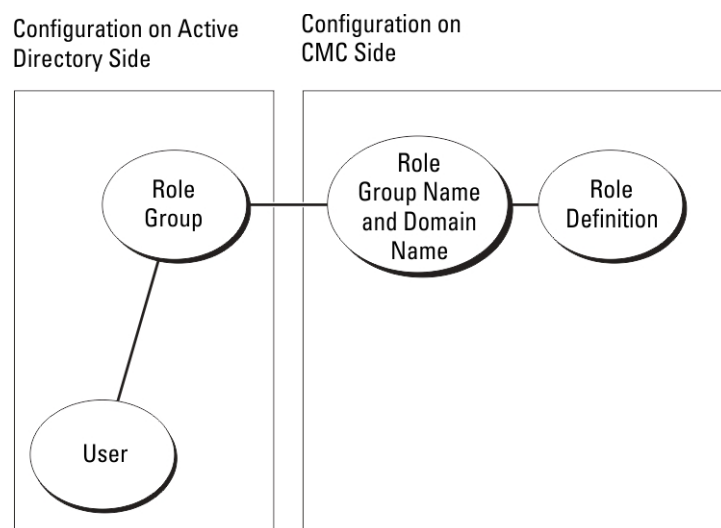 Configuration on Active
Directory Side
Configuration on
CMC Side
Role
Group
Role
Group Name
and Domain
Name
Role
Definition
User